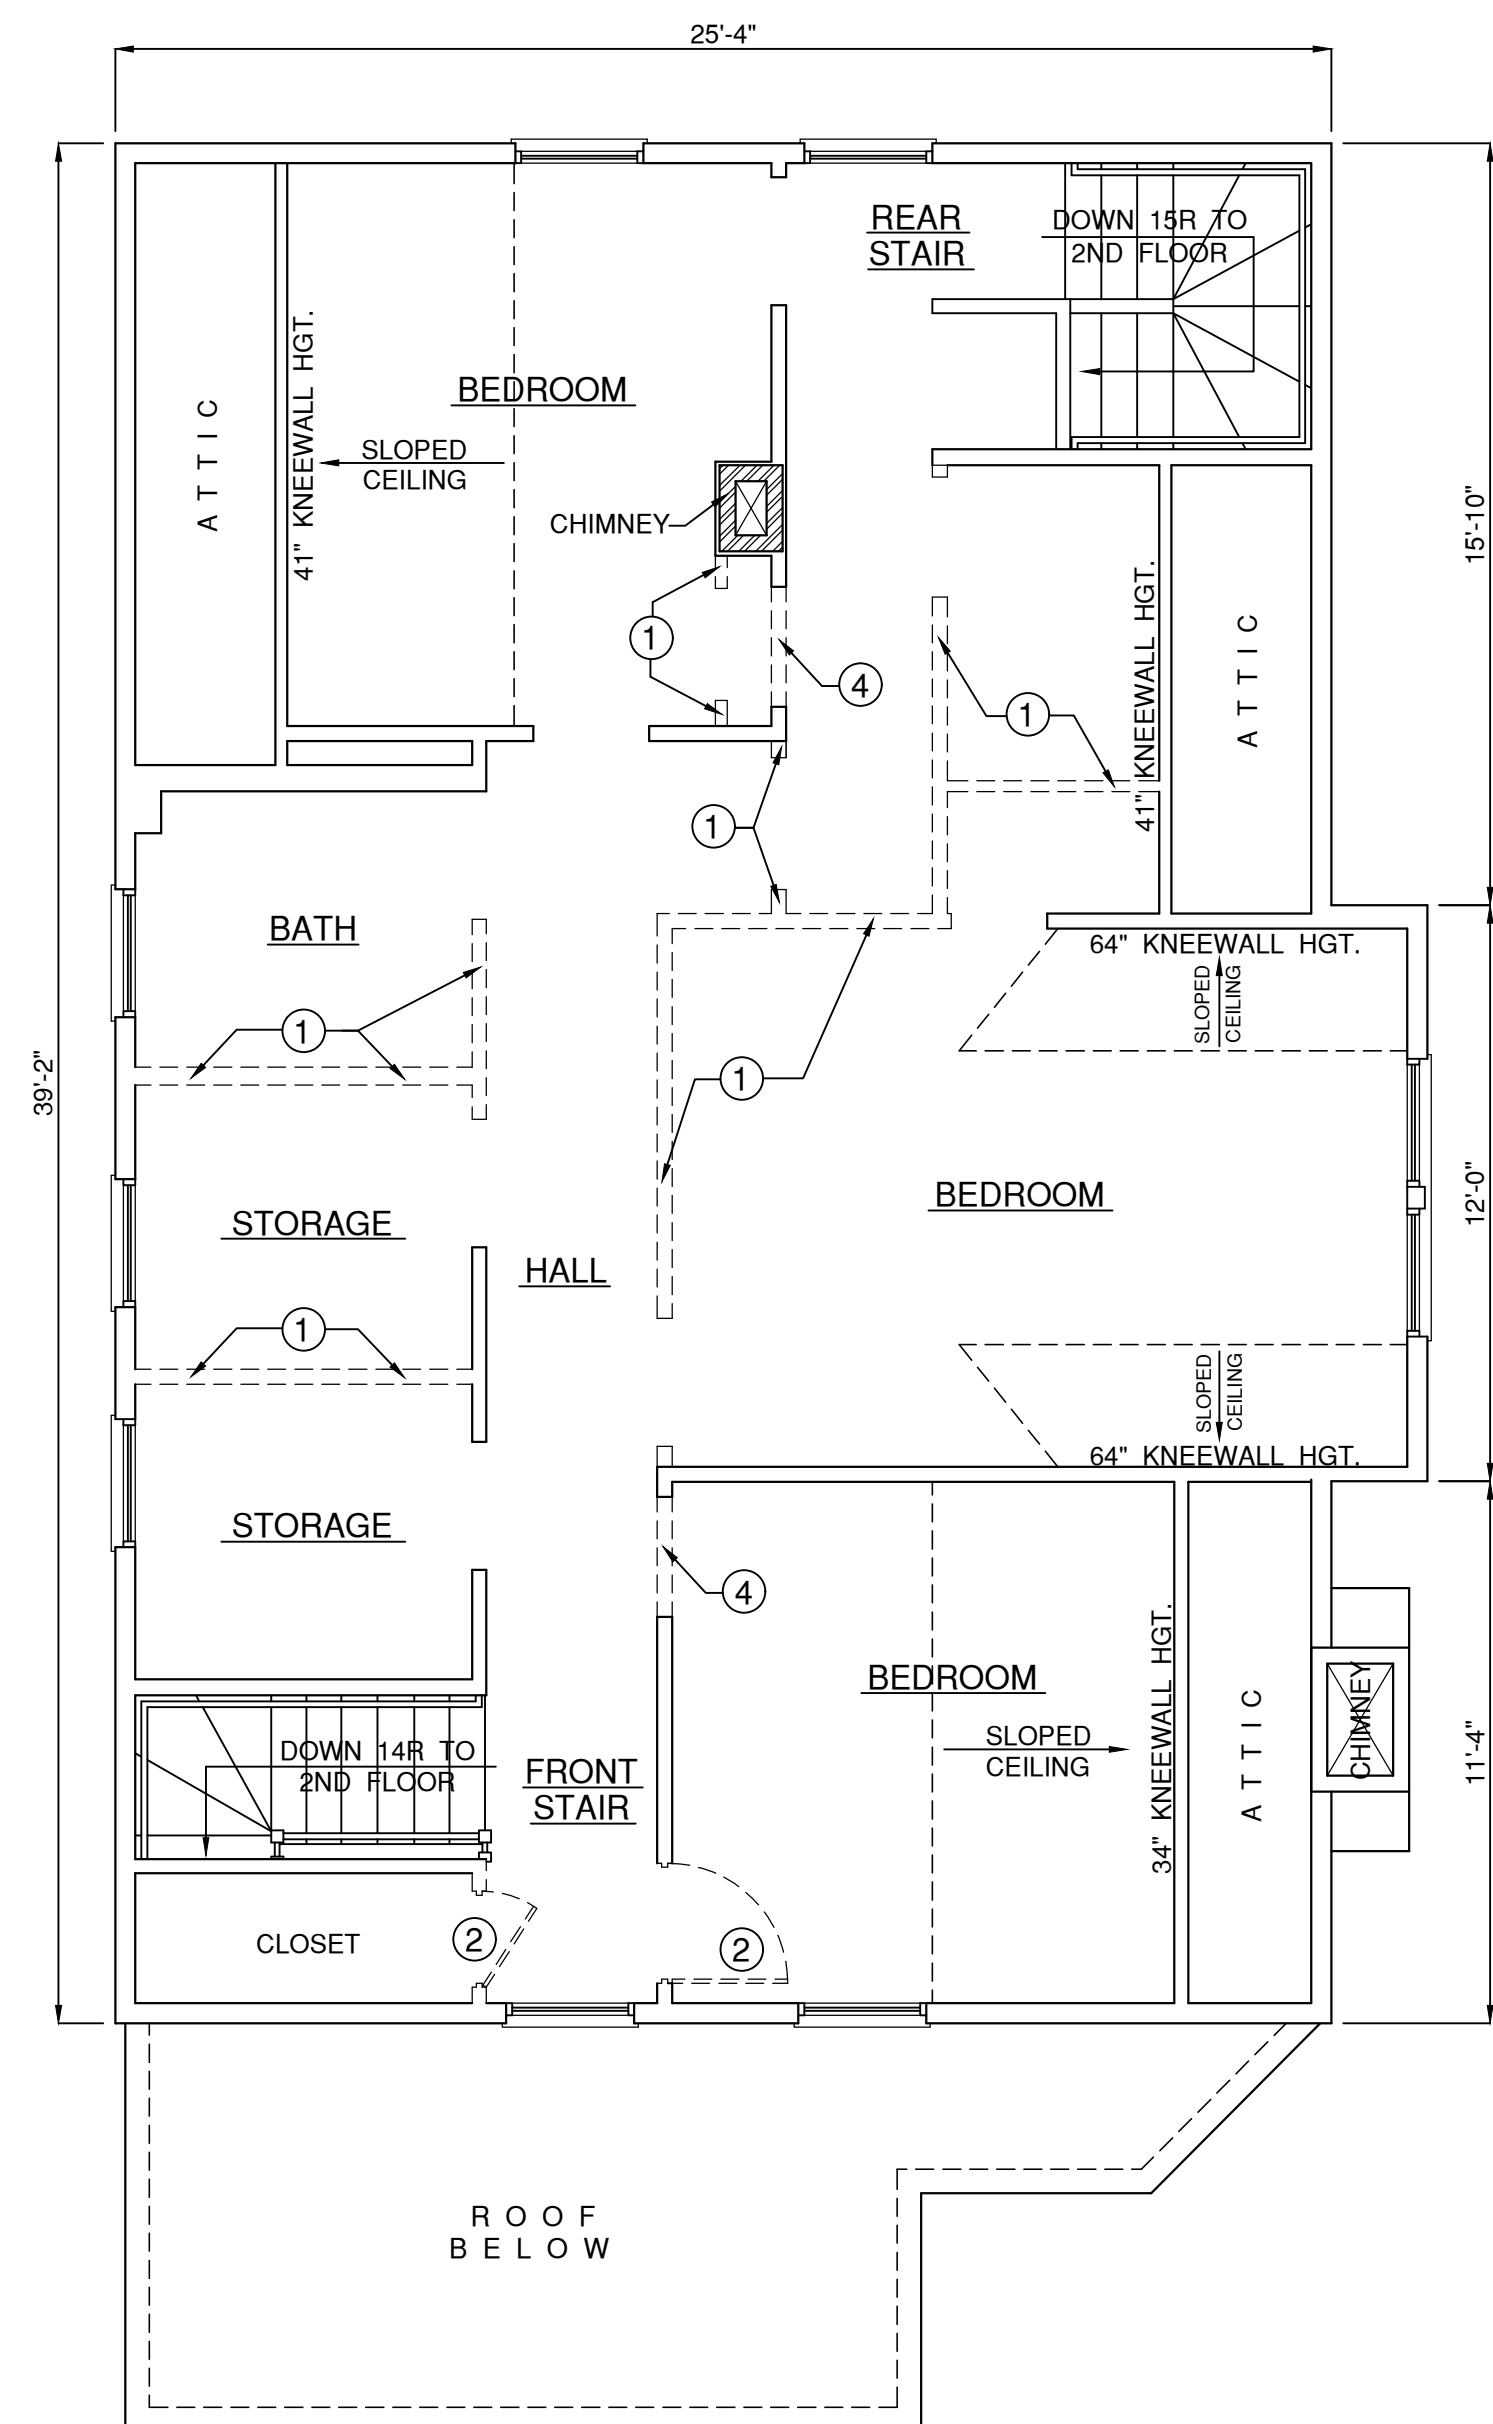 25'-4"
REAR
STAIR
DOWN 15R TO
2ND FLOOR
41" KNEEWALL HGT.
BEDROOM
A T T I C
SLOPED
CEILING
CHIMNEY
15'-10"
1
4
1
41" KNEEWALL HGT.
A T T I C
1
BATH
64" KNEEWALL HGT.
SLOPED
CEILING
1
1
39'-2"
BEDROOM
12'-0"
STORAGE
HALL
1
SLOPED
CEILING
64" KNEEWALL HGT.
STORAGE
4
BEDROOM
34" KNEEWALL HGT.
A T T I C
CHIMNEY
SLOPED
CEILING
11'-4"
DOWN 14R TO
2ND FLOOR
FRONT
STAIR
CLOSET
2
2
R O O F
B E L O W